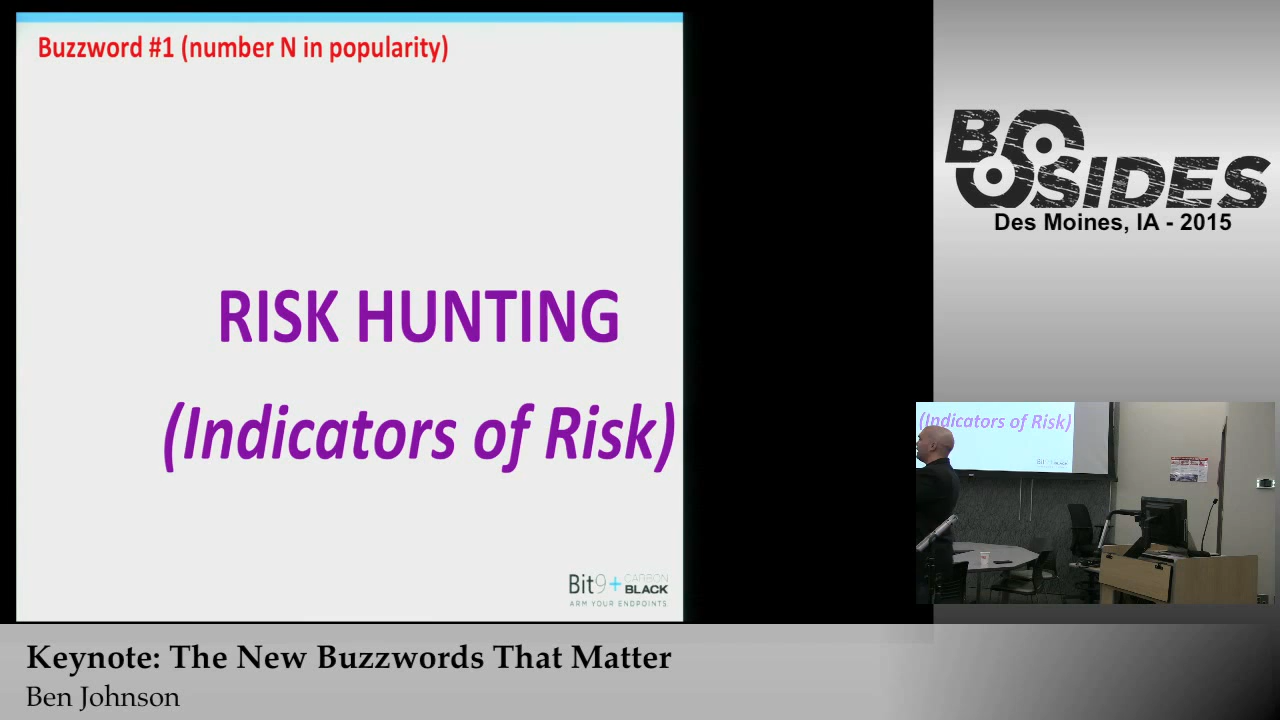 Buzzword #1 (number N in popularity)
RISK HUNTING
(Indicators of Risk)
Bit9+ CARBON BLACK
ARM YOUR ENDPOINTS
BSIDES
Des Moines, IA - 2015
(Indicators of Risk)
Keynote: The New Buzzwords That Matter
Ben Johnson